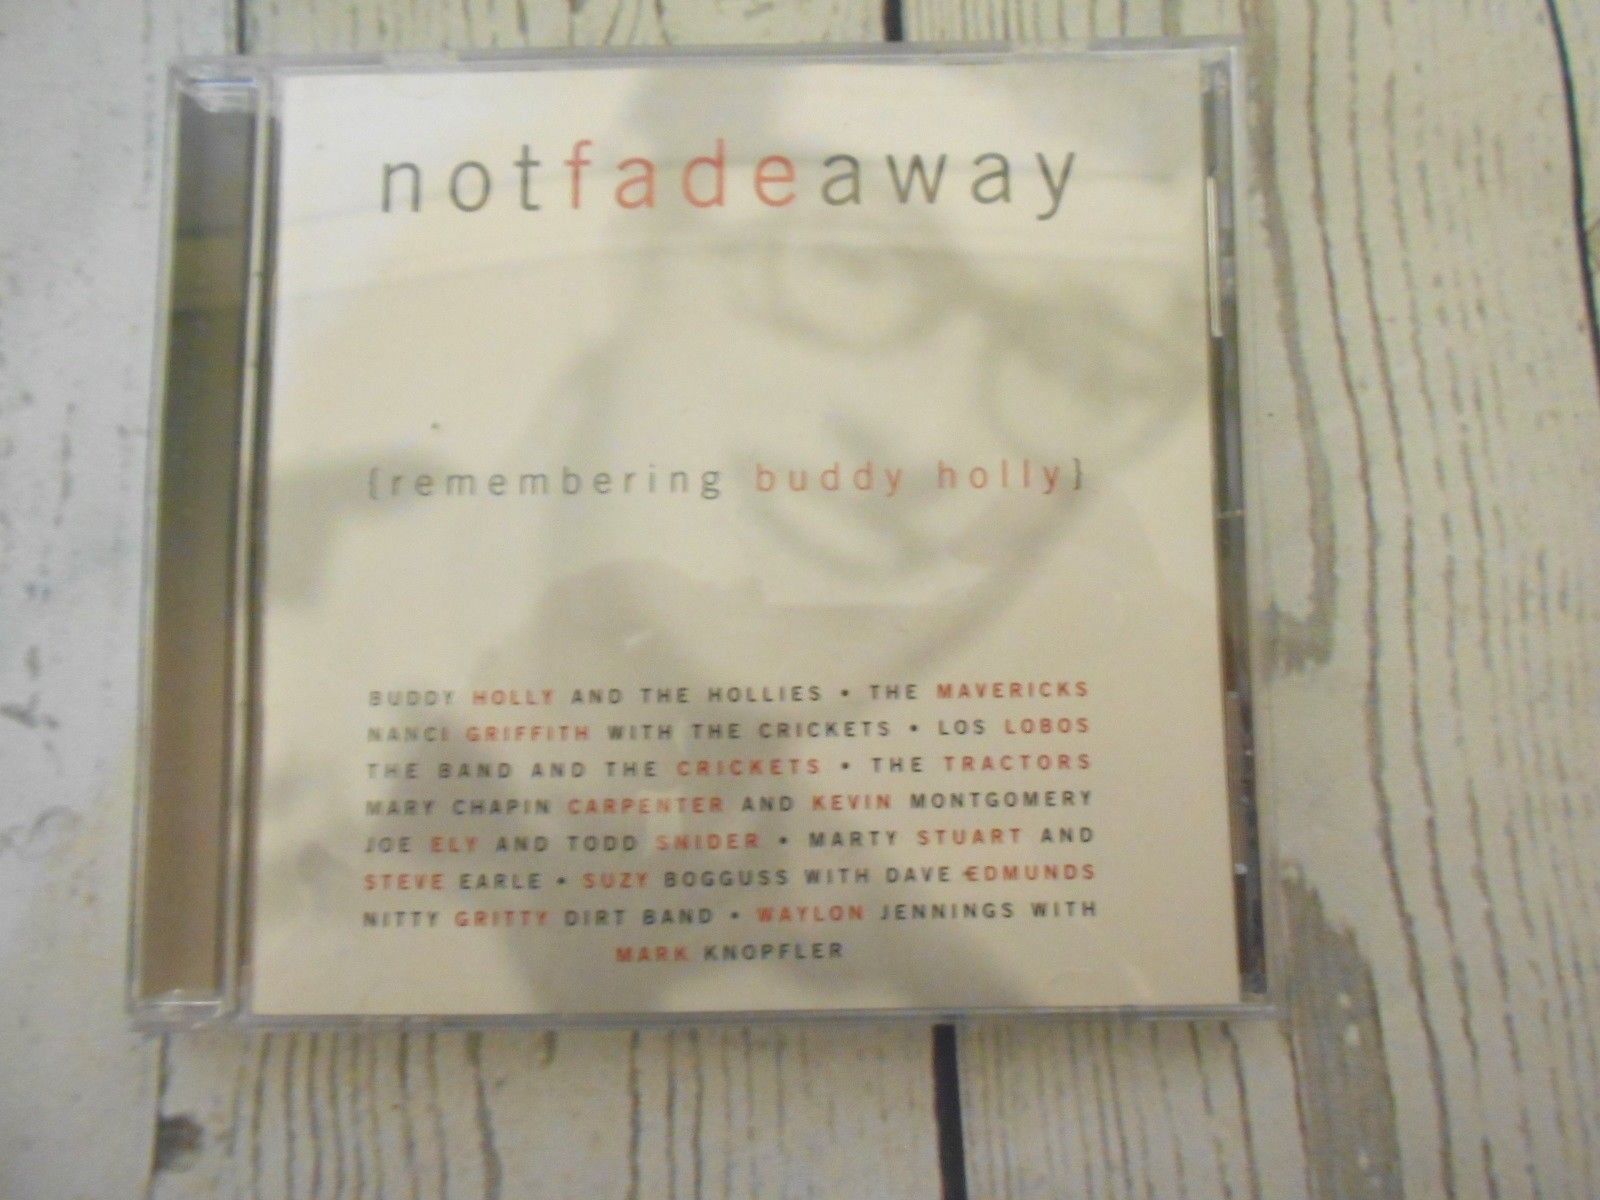 notfadeaway
{remembering buddy holly}
BUDDY HOLLY AND THE HOLLIES • THE MAVERICKS
NANCI GRIFFITH WITH THE CRICKETS • LOS LOBOS
THE BAND AND THE CRICKETS • THE TRACTORS
MARY CHAPIN CARPENTER AND KEVIN MONTGOMERY
JOE ELY AND TODD SNIDER • MARTY STUART AND
STEVE EARLE • SUZY BOGGUSS WITH DAVE EDMUNDS
NITTY GRITTY DIRT BAND • WAYLON JENNINGS WITH
MARK KNOPFLER